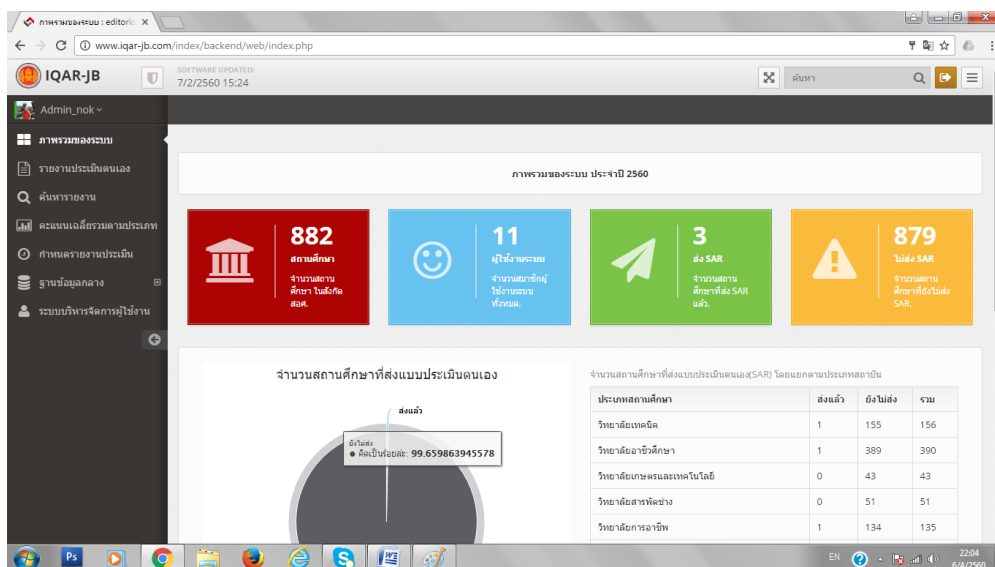 ภาพรวมของระบบ : editorlo
www.iqar-jb.com/index/backend/web/index.php
IQAR-JB
SOFTWARE UPDATED:
7/2/2560 15:24
ค้นหา
Admin_nok
ภาพรวมของระบบ
รายงานประเมินตนเอง
ค้นหารายงาน
คะแนนเฉลี่ยรวมตามประเภท
กำหนดรายงานประเมิน
ฐานข้อมูลกลาง
ระบบบริหารจัดการผู้ใช้งาน
ภาพรวมของระบบ ประจำปี 2560
882
สถานศึกษา
จำนวนสถาน
ศึกษา ในสังกัด
สอศ.
11
ผู้ใช้งานระบบ
จำนวนสมาชิกผู้
ใช้งานระบบ
ทั้งหมด.
3
ส่ง SAR
จำนวนสถาน
ศึกษาที่ส่ง SAR
แล้ว.
879
ไม่ส่ง SAR
จำนวนสถาน
ศึกษาที่ยังไม่ส่ง
SAR.
จำนวนสถานศึกษาที่ส่งแบบประเมินตนเอง
ส่งแล้ว
ยังไม่ส่ง
คิดเป็นร้อยละ: 99.659863945578
จำนวนสถานศึกษาที่ส่งแบบประเมินตนเอง(SAR) โดยแยกตามประเภทสถาบัน
ประเภทสถานศึกษา ส่งแล้ว ยังไม่ส่ง รวม
วิทยาลัยเทคนิค 1 155 156
วิทยาลัยอาชีวศึกษา 1 389 390
วิทยาลัยเกษตรและเทคโนโลยี 0 43 43
วิทยาลัยสารพัดช่าง 0 51 51
วิทยาลัยการอาชีพ 1 134 135
Ps
EN
22:04
6/4/2560